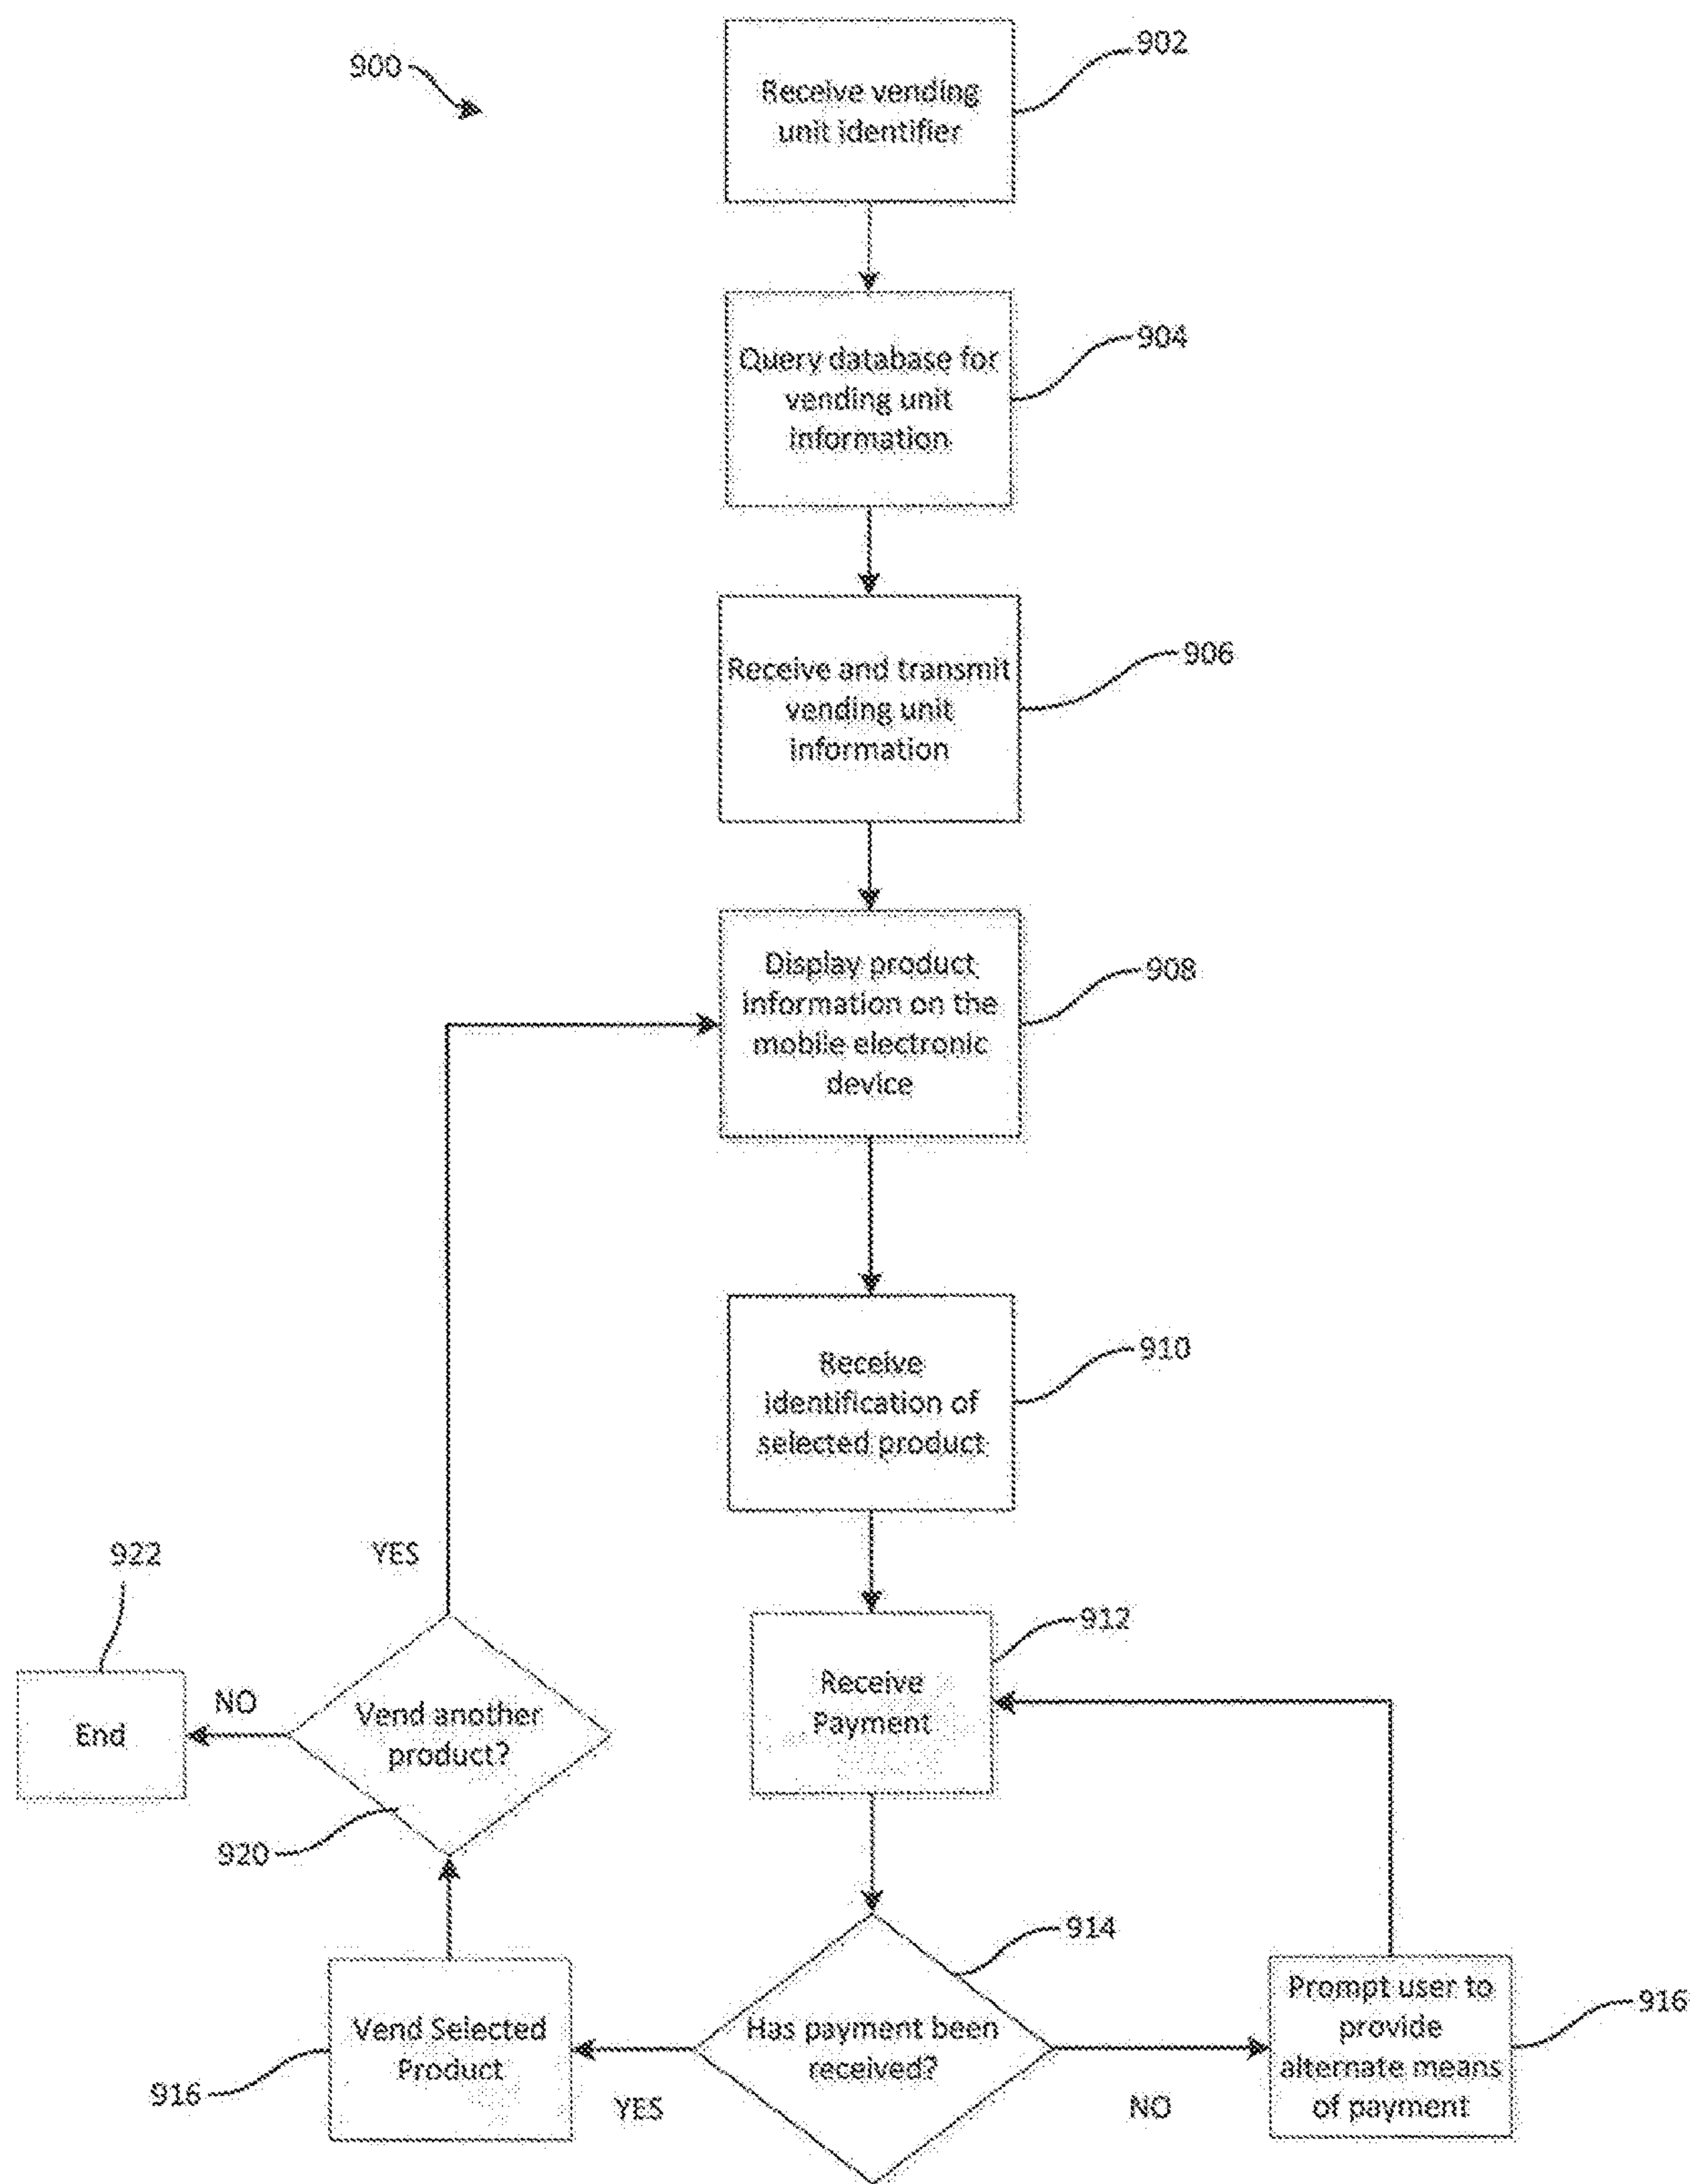 900
902
Receive vending
unit identifier
904
Query database for
vending unit
information
906
Receive and transmit
vending unit
information
908
Display product
information on the
mobile electronic
device
910
Receive
identification of
selected product
912
Receive
Payment
914
Has payment been
received?
NO
916
Prompt user to
provide
alternate means
of payment
YES
916
Vend Selected
Product
920
Vend another
product?
YES
NO
922
End